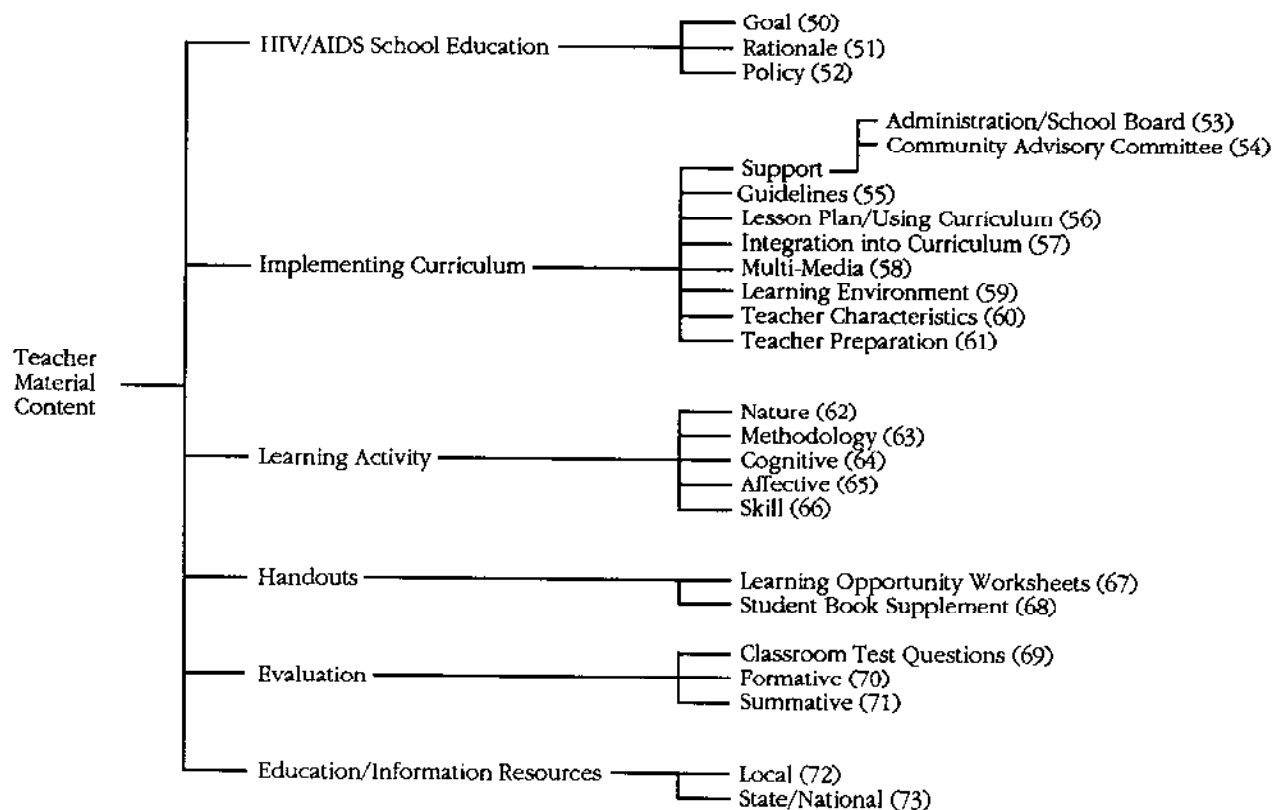 HIV/AIDS School Education
Goal (50)
Rationale (51)
Policy (52)
Implementing Curriculum
Support
Administration/School Board (53)
Community Advisory Committee (54)
Guidelines (55)
Lesson Plan/Using Curriculum (56)
Integration into Curriculum (57)
Multi-Media (58)
Learning Environment (59)
Teacher Characteristics (60)
Teacher Preparation (61)
Teacher
Material
Content
Learning Activity
Nature (62)
Methodology (63)
Cognitive (64)
Affective (65)
Skill (66)
Handouts
Learning Opportunity Worksheets (67)
Student Book Supplement (68)
Evaluation
Classroom Test Questions (69)
Formative (70)
Summative (71)
Education/Information Resources
Local (72)
State/National (73)